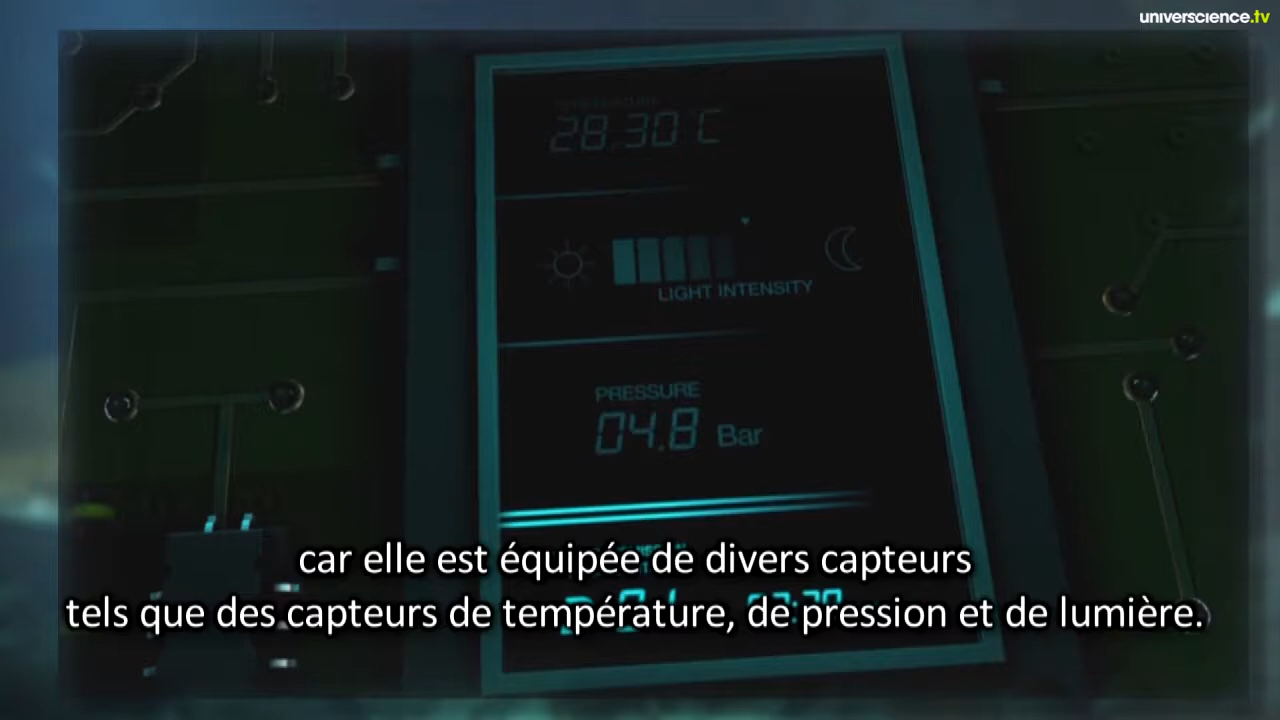 universcience.tv
28.30°C
LIGHT INTENSITY
PRESSURE
04.8 Bar
car elle est équipée de divers capteurs
tels que des capteurs de température, de pression et de lumière.